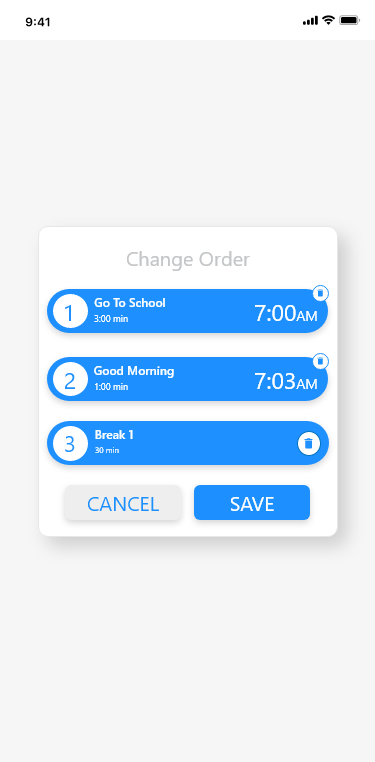 9:41
Change Order
1
Go To School
3:00 min
7:00AM
2
Good Morning
1:00 min
7:03AM
3
Break 1
30 min
CANCEL
SAVE